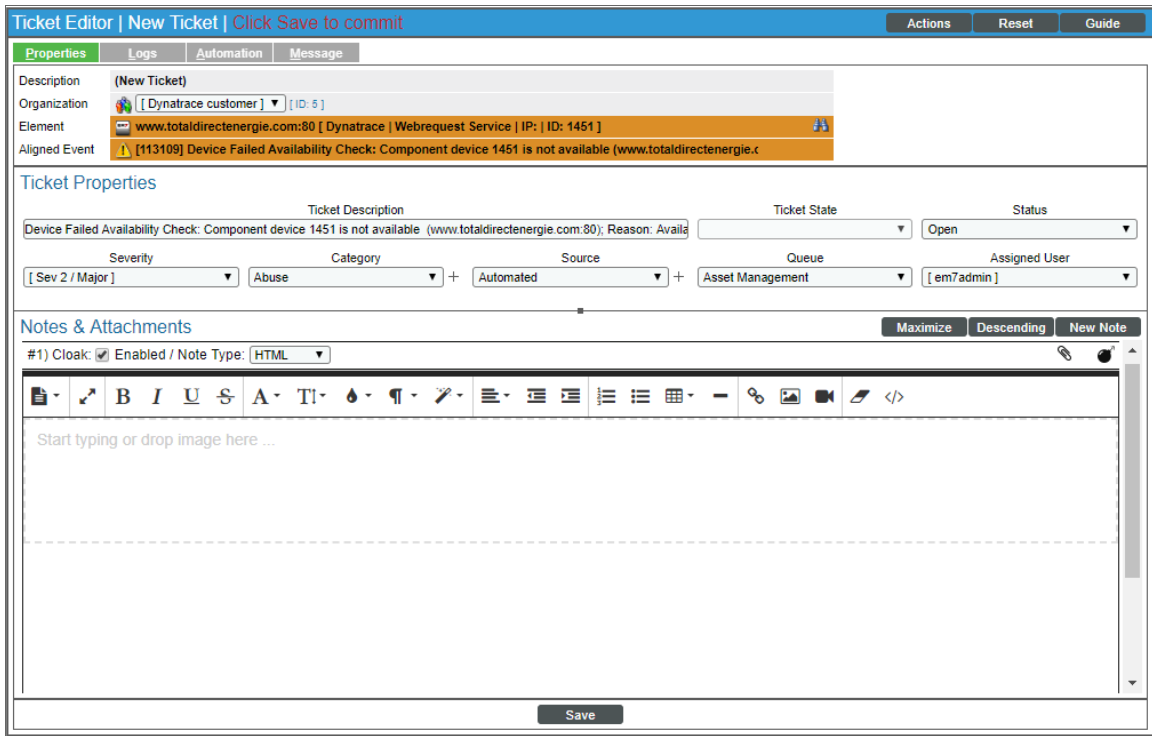 Ticket Editor | New Ticket | Click Save to commit Actions Reset Guide
Properties Logs Automation Message
Description (New Ticket)
Organization [ Dynatrace customer ] [ ID: 5 ]
Element www.totaldirectenergie.com:80 [ Dynatrace | Webrequest Service | IP: | ID: 1451 ]
Aligned Event [113109] Device Failed Availability Check: Component device 1451 is not available (www.totaldirectenergie.c
Ticket Properties
Ticket Description Ticket State Status
Device Failed Availability Check: Component device 1451 is not available (www.totaldirectenergie.com:80); Reason: Availa Open
Severity Category Source Queue Assigned User
[ Sev 2 / Major ] Abuse + Automated + Asset Management [ em7admin ]
Notes & Attachments Maximize Descending New Note
#1) Cloak: Enabled / Note Type: HTML
B I U S A T </>
Start typing or drop image here ...
Save